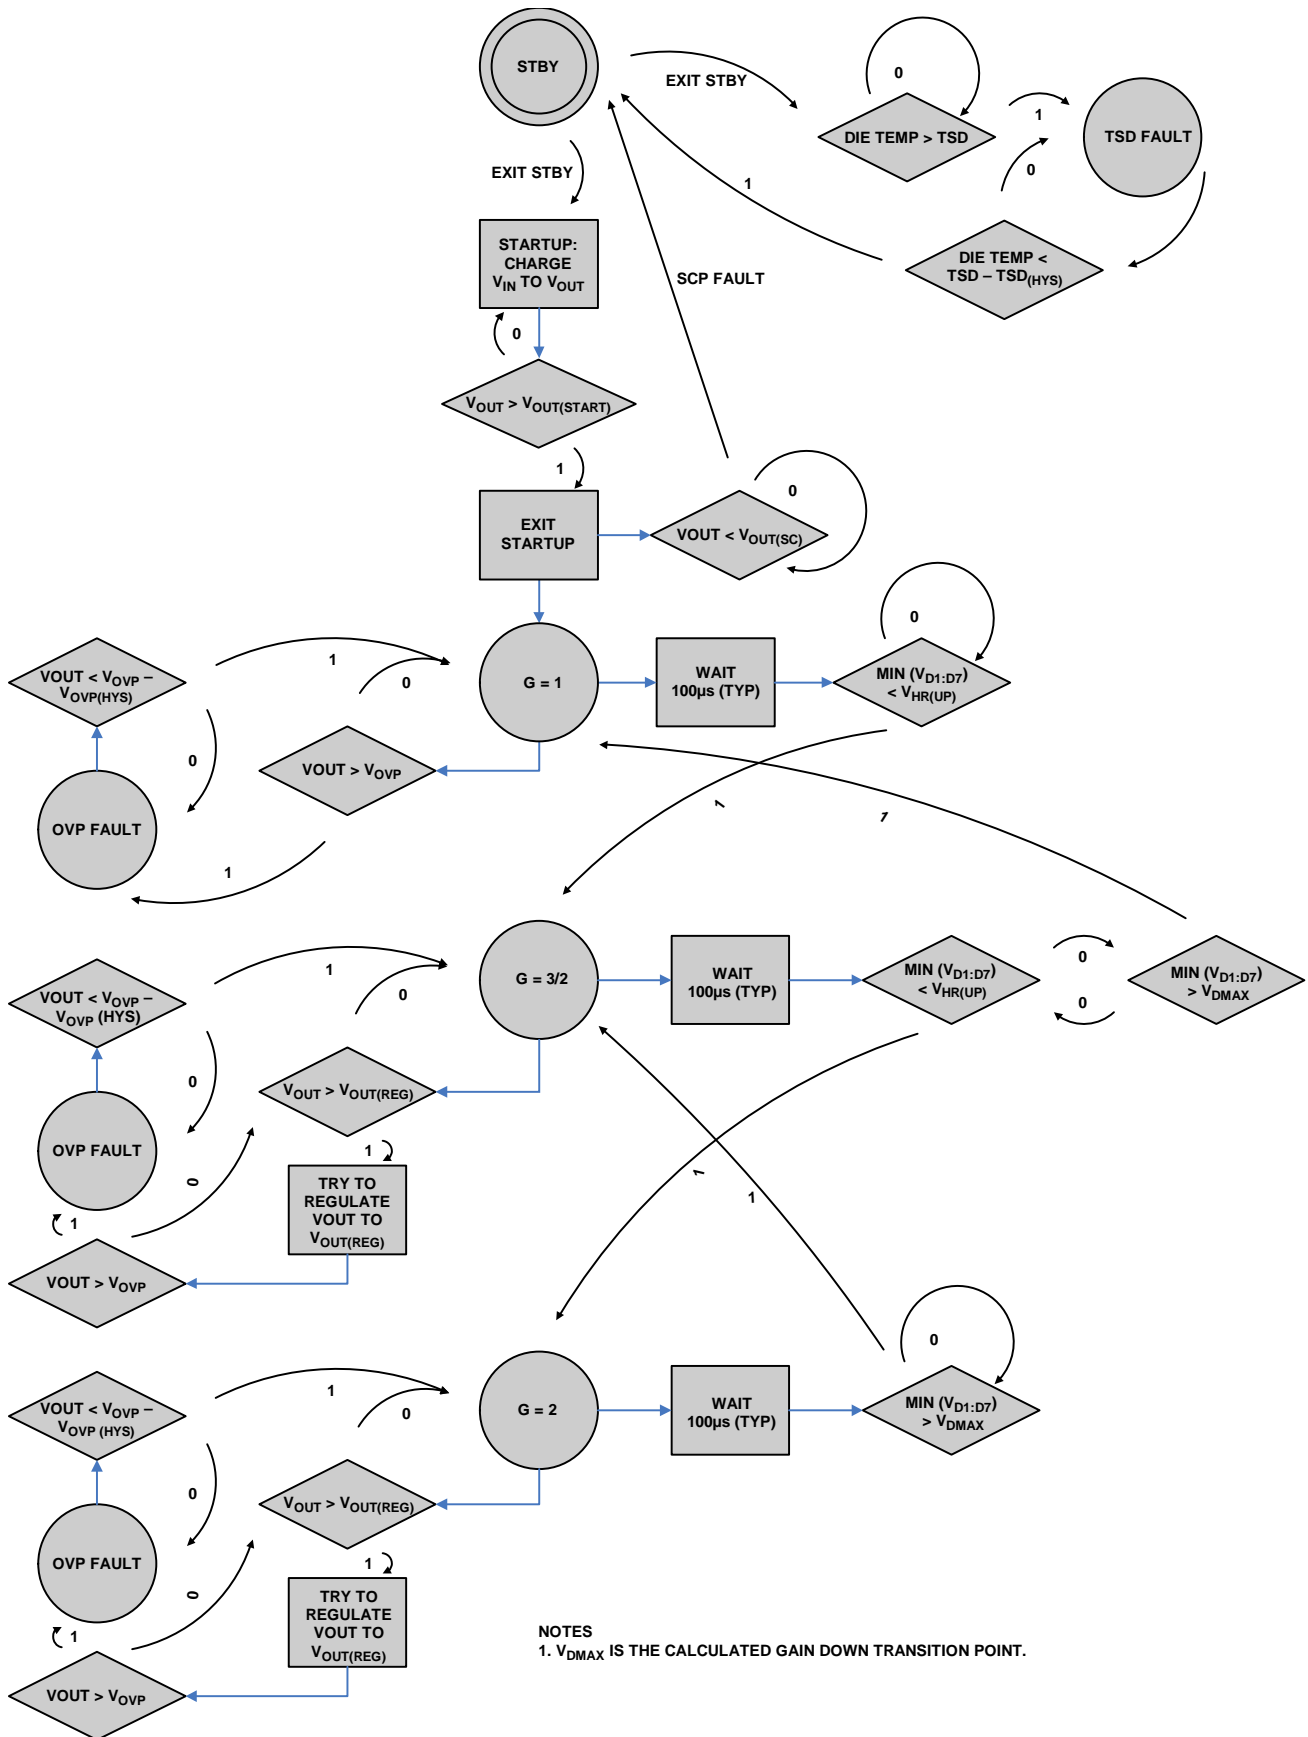 STBY
EXIT STBY
0
DIE TEMP > TSD
1
TSD FAULT
0
EXIT STBY
1
STARTUP:
CHARGE
VIN TO VOUT
DIE TEMP <
TSD – TSD(HYS)
SCP FAULT
0
VOUT > VOUT(START)
1
EXIT
STARTUP
VOUT < VOUT(SC)
0
VOUT < VOVP –
VOVP(HYS)
1
0
G = 1
WAIT
100µs (TYP)
MIN (VD1:D7)
< VHR(UP)
0
0
VOUT > VOVP
OVP FAULT
1
1
1
VOUT < VOVP –
VOVP (HYS)
1
0
G = 3/2
WAIT
100µs (TYP)
MIN (VD1:D7)
< VHR(UP)
0
0
MIN (VD1:D7)
> VDMAX
0
VOUT > VOUT(REG)
OVP FAULT
1
0
1
TRY TO
REGULATE
VOUT TO
VOUT(REG)
VOUT > VOVP
1
1
VOUT < VOVP –
VOVP (HYS)
1
0
G = 2
WAIT
100µs (TYP)
MIN (VD1:D7)
> VDMAX
0
0
VOUT > VOUT(REG)
OVP FAULT
1
0
1
TRY TO
REGULATE
VOUT TO
VOUT(REG)
VOUT > VOVP
NOTES
1. VDMAX IS THE CALCULATED GAIN DOWN TRANSITION POINT.